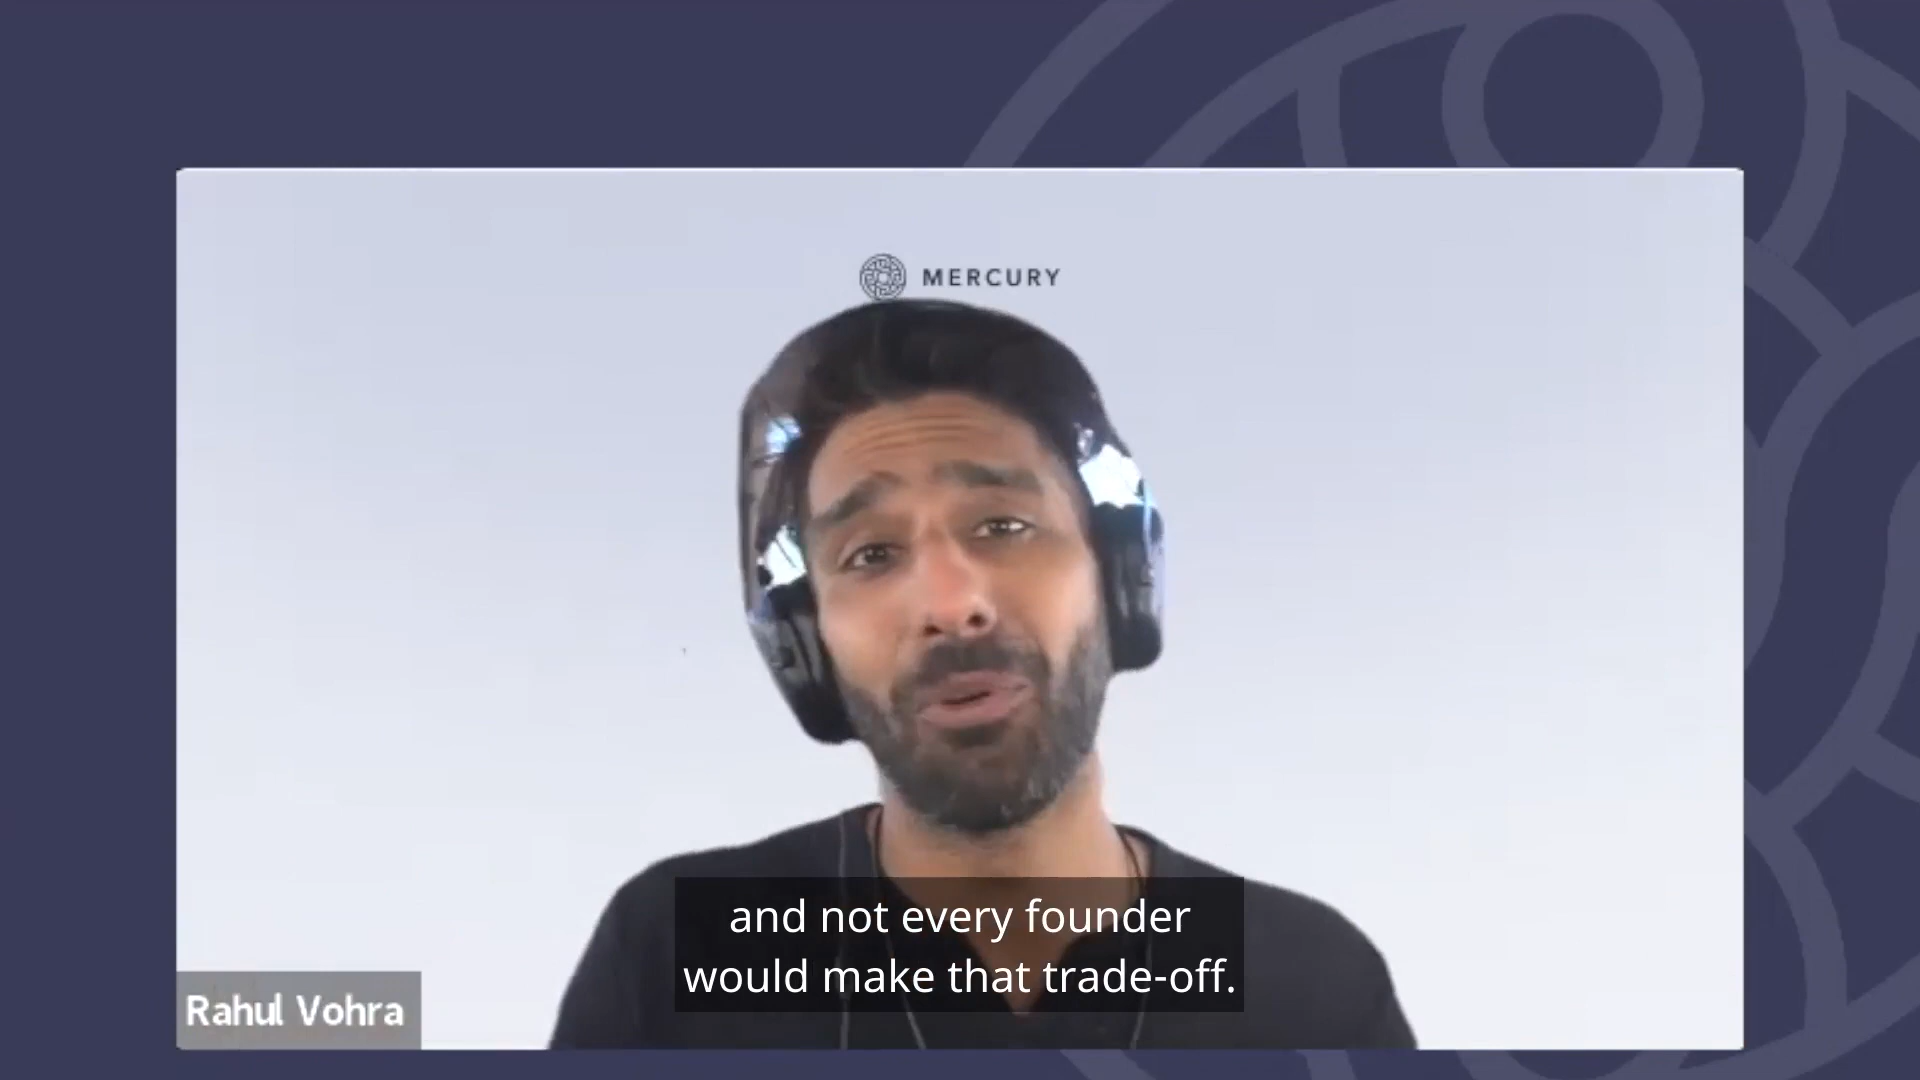 MERCURY
and not every founder
would make that trade-off.
Rahul Vohra